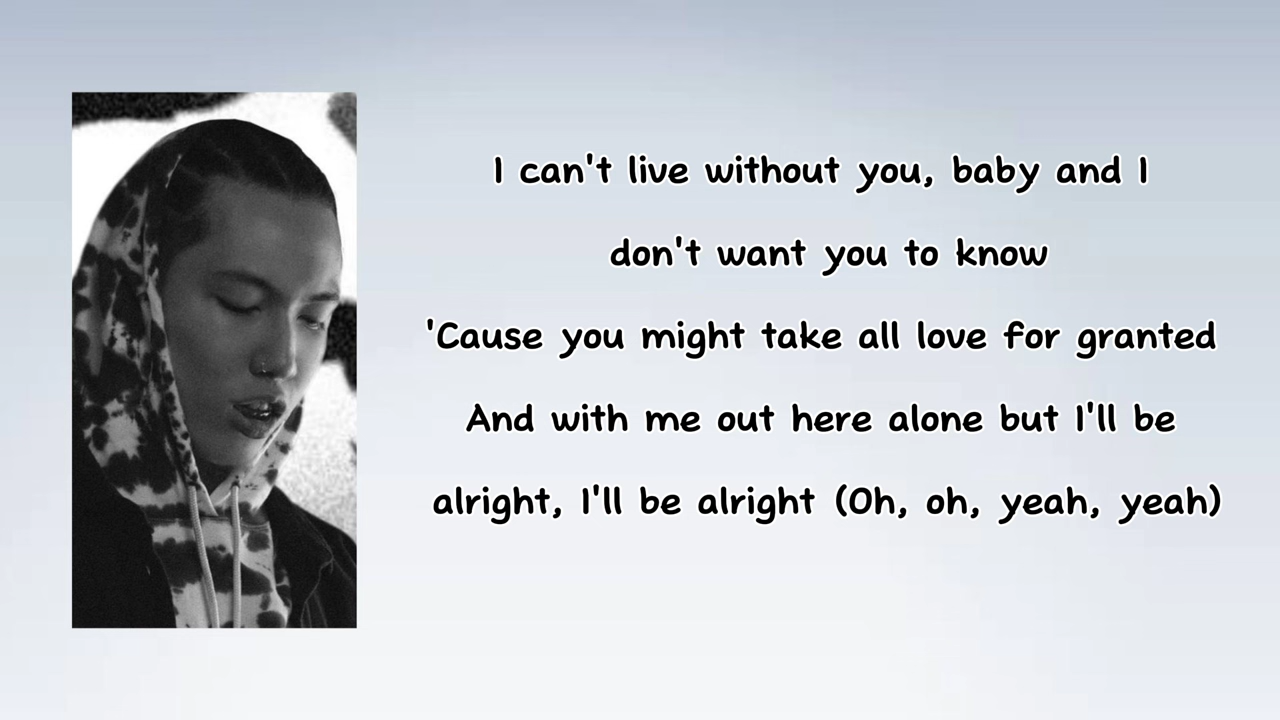 I can't live without you, baby and I
don't want you to know
'Cause you might take all love for granted
And with me out here alone but I'll be
alright, I'll be alright (Oh, oh, yeah, yeah)